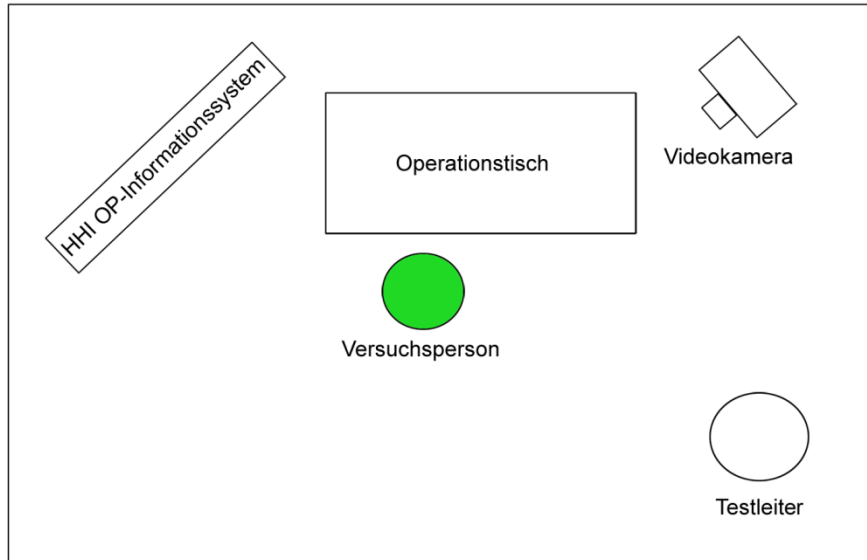 HHI OP-Informationssystem
Operationstisch
Videokamera
Versuchsperson
Testleiter